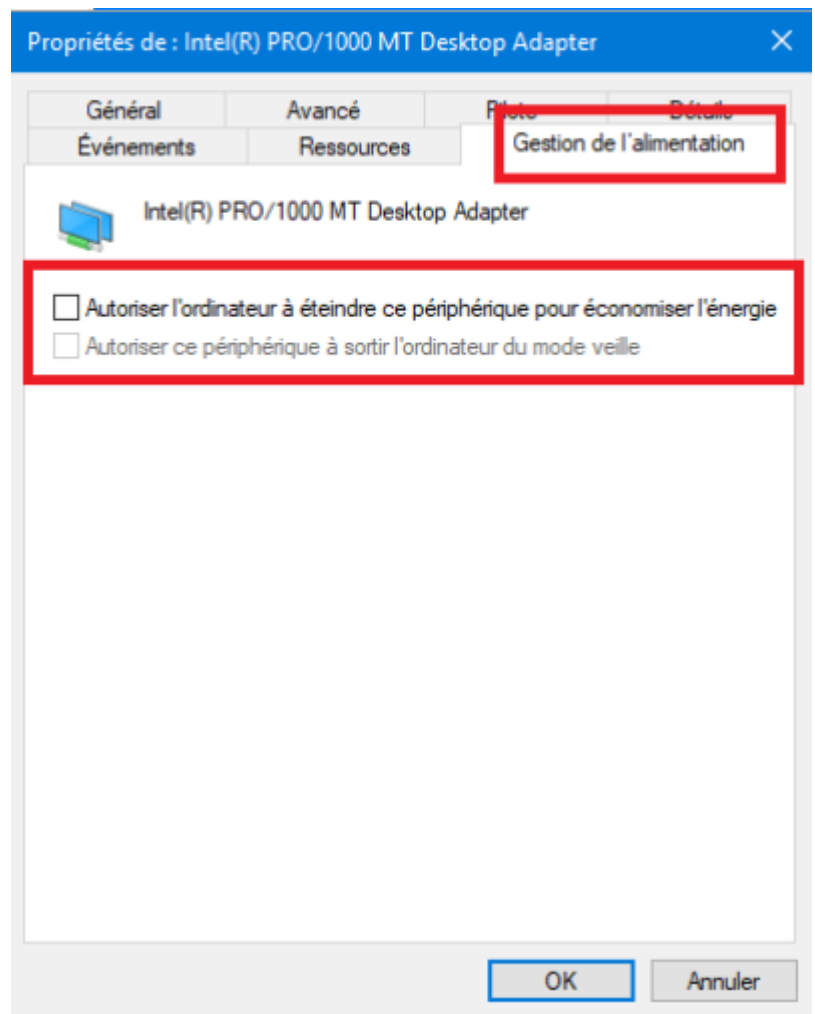 Propriétés de : Intel(R) PRO/1000 MT Desktop Adapter
Général Avancé Pilote Détails
Événements Ressources Gestion de l'alimentation
Intel(R) PRO/1000 MT Desktop Adapter
Autoriser l'ordinateur à éteindre ce périphérique pour économiser l'énergie
Autoriser ce périphérique à sortir l'ordinateur du mode veille
OK Annuler